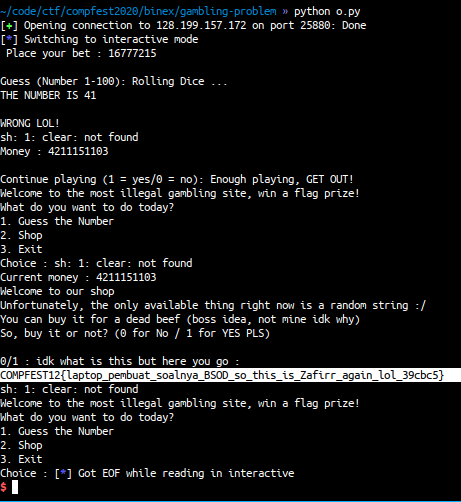 ~/code/ctf/compfest2020/binex/gambling-problem » python o.py
[+] Opening connection to 128.199.157.172 on port 25880: Done
[*] Switching to interactive mode
Place your bet : 16777215
Guess (Number 1-100): Rolling Dice ...
THE NUMBER IS 41
WRONG LOL!
sh: 1: clear: not found
Money : 4211151103
Continue playing (1 = yes/0 = no): Enough playing, GET OUT!
Welcome to the most illegal gambling site, win a flag prize!
What do you want to do today?
1. Guess the Number
2. Shop
3. Exit
Choice : sh: 1: clear: not found
Current money : 4211151103
Welcome to our shop
Unfortunately, the only available thing right now is a random string :/
You can buy it for a dead beef (boss idea, not mine idk why)
So, buy it or not? (0 for No / 1 for YES PLS)
0/1 : idk what is this but here you go :
COMPFEST12{laptop_pembuat_soalnya_BSOD_so_this_is_Zafirr_again_lol_39cbc5}
sh: 1: clear: not found
Welcome to the most illegal gambling site, win a flag prize!
What do you want to do today?
1. Guess the Number
2. Shop
3. Exit
Choice : [*] Got EOF while reading in interactive
$